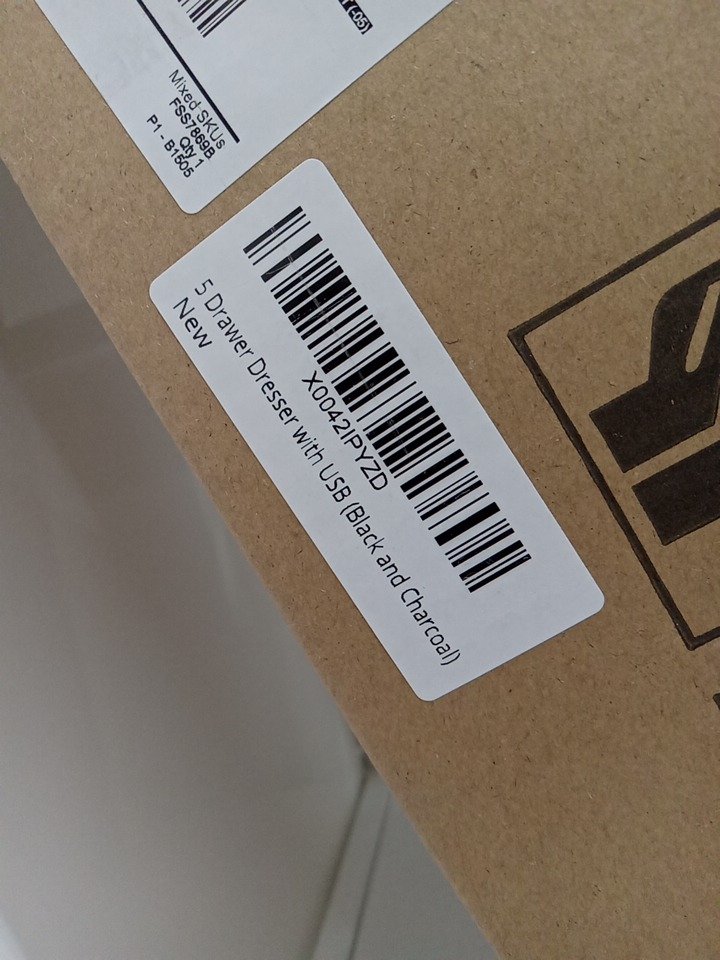 Mixed SKUs
FSS7869B
Qty 1
P1 - B1505
X0042IPYZD
5 Drawer Dresser with USB (Black and Charcoal)
New